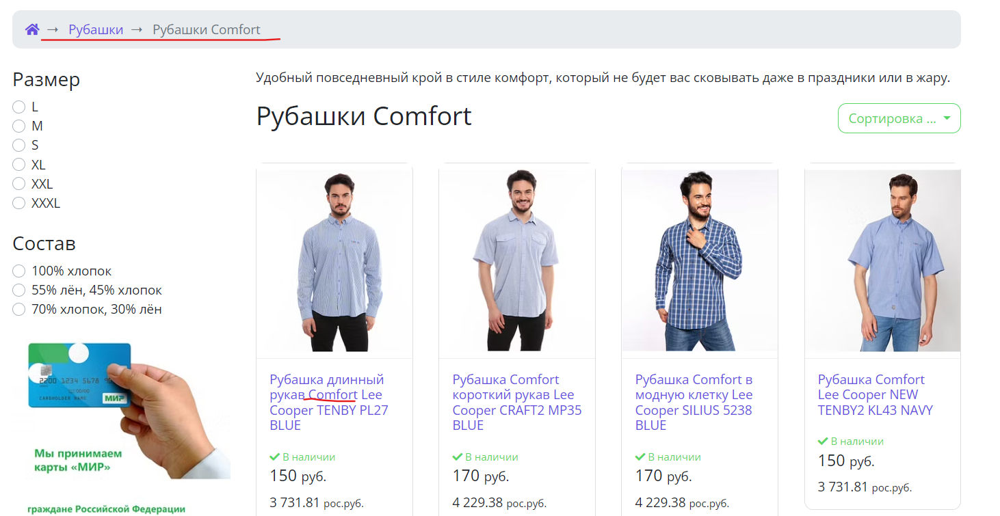 → Рубашки → Рубашки Comfort
Размер
L
M
S
XL
XXL
XXXL
Состав
100% хлопок
55% лён, 45% хлопок
70% хлопок, 30% лён
2200 1234 5678
CARDHOLDER NAME
МИР
Мы принимаем
карты «МИР»
граждане Российской Федерации
Удобный повседневный крой в стиле комфорт, который не будет вас сковывать даже в праздники или в жару.
Рубашки Comfort
Сортировка ...
Рубашка длинный
рукав Comfort Lee
Cooper TENBY PL27
BLUE
В наличии
150 руб.
3 731.81 рос.руб.
Рубашка Comfort
короткий рукав Lee
Cooper CRAFT2 MP35
BLUE
В наличии
170 руб.
4 229.38 рос.руб.
Рубашка Comfort в
модную клетку Lee
Cooper SILIUS 5238
BLUE
В наличии
170 руб.
4 229.38 рос.руб.
Рубашка Comfort
Lee Cooper NEW
TENBY2 KL43 NAVY
В наличии
150 руб.
3 731.81 рос.руб.